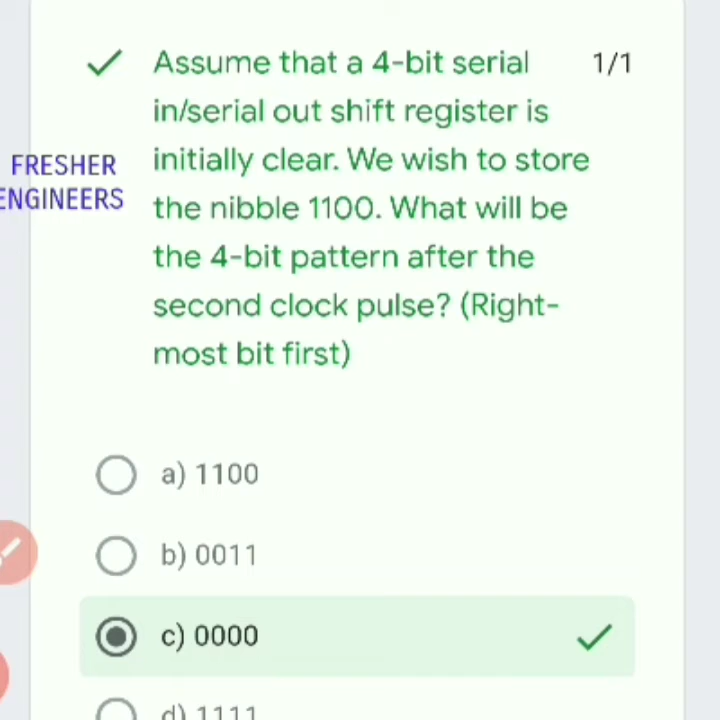 Assume that a 4-bit serial 1/1
in/serial out shift register is
FRESHER
initially clear. We wish to store
ENGINEERS
the nibble 1100. What will be
the 4-bit pattern after the
second clock pulse? (Right-
most bit first)
a) 1100
b) 0011
c) 0000
d) 1111